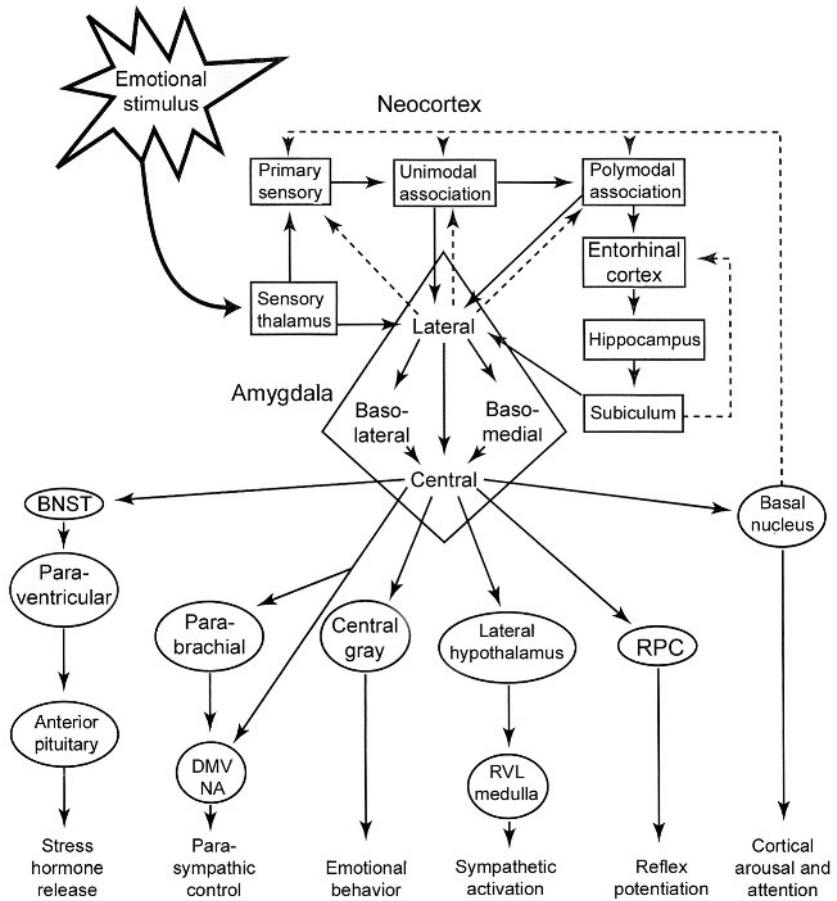 Emotional
stimulus
Neocortex
Primary
sensory
Unimodal
association
Polymodal
association
Entorhinal
cortex
Sensory
thalamus
Lateral
Hippocampus
Amygdala
Baso-
lateral
Baso-
medial
Subiculum
Central
BNST
Basal
nucleus
Para-
ventricular
Para-
brachial
Central
gray
Lateral
hypothalamus
RPC
Anterior
pituitary
DMV
NA
RVL
medulla
Stress
hormone
release
Para-
sympathic
control
Emotional
behavior
Sympathetic
activation
Reflex
potentiation
Cortical
arousal and
attention